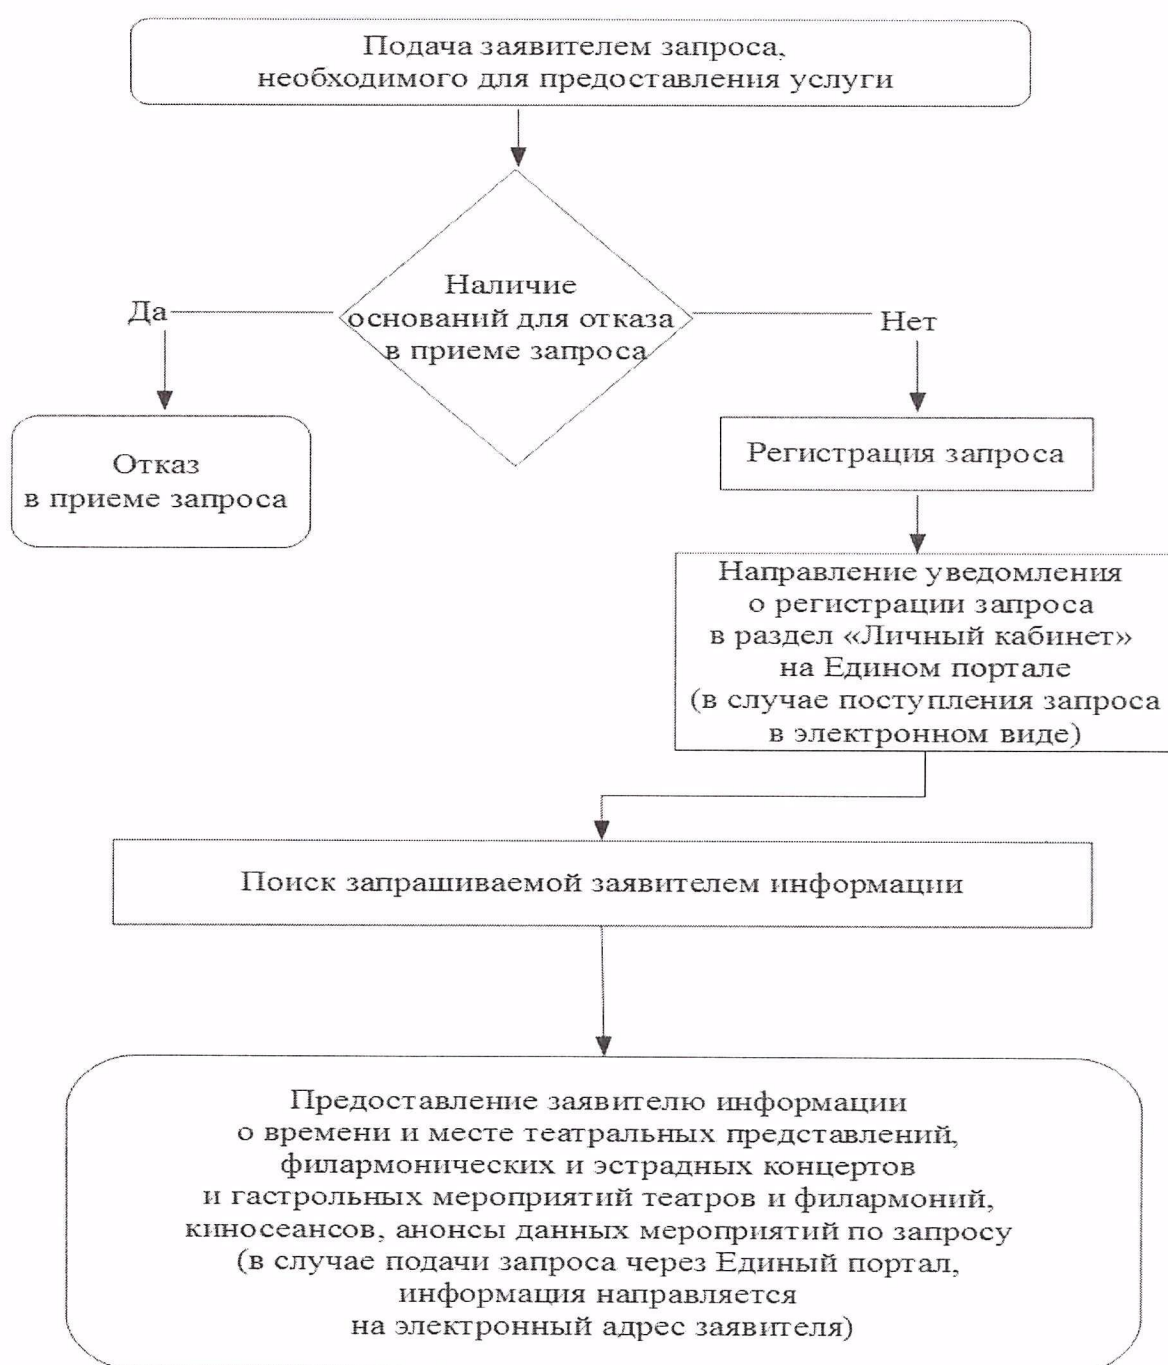 Подача заявителем запроса,
необходимого для предоставления услуги
Наличие
оснований для отказа
в приеме запроса
Да
Нет
Отказ
в приеме запроса
Регистрация запроса
Направление уведомления
о регистрации запроса
в раздел «Личный кабинет»
на Едином портале
(в случае поступления запроса
в электронном виде)
Поиск запрашиваемой заявителем информации
Предоставление заявителю информации
о времени и месте театральных представлений,
филармонических и эстрадных концертов
и гастрольных мероприятий театров и филармоний,
киносеансов, анонсы данных мероприятий по запросу
(в случае подачи запроса через Единый портал,
информация направляется
на электронный адрес заявителя)